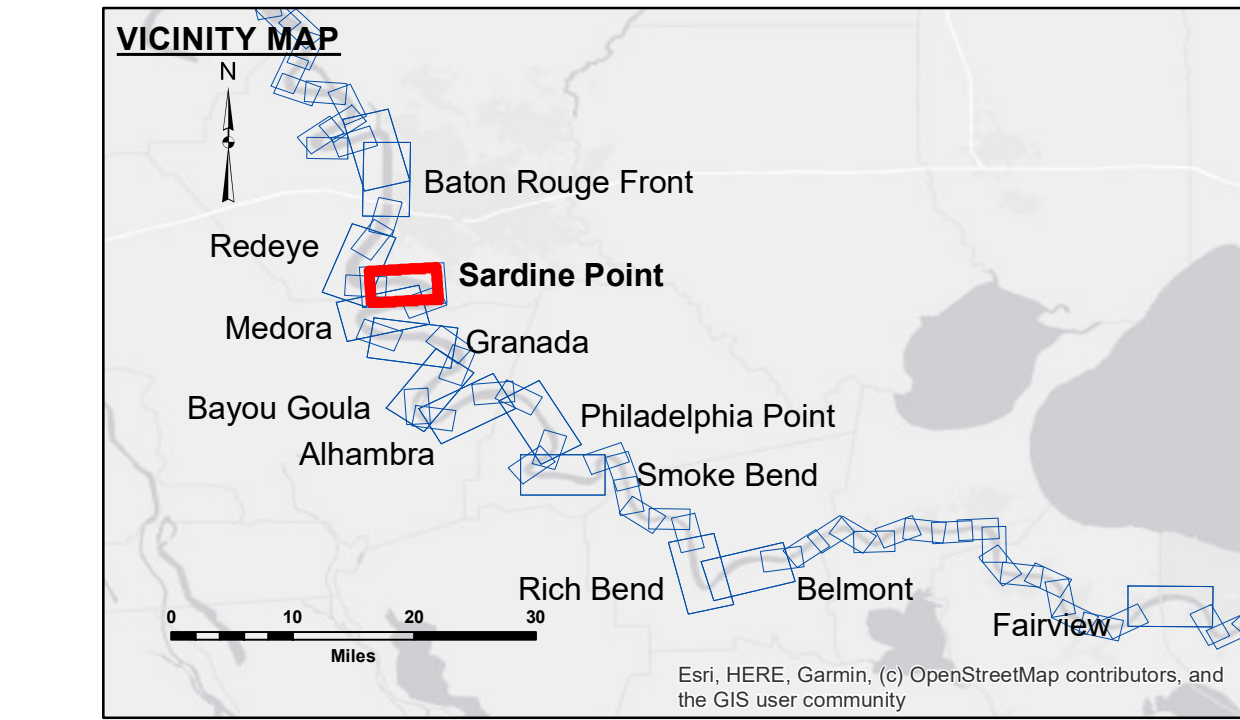 VICINITY MAP
N
Baton Rouge Front
Redeye
Sardine Point
Medora
Granada
Bayou Goula
Philadelphia Point
Alhambra
Smoke Bend
Rich Bend
Belmont
Fairview
0 10 20 30
Miles
Esri, HERE, Garmin, (c) OpenStreetMap contributors, and
the GIS user community